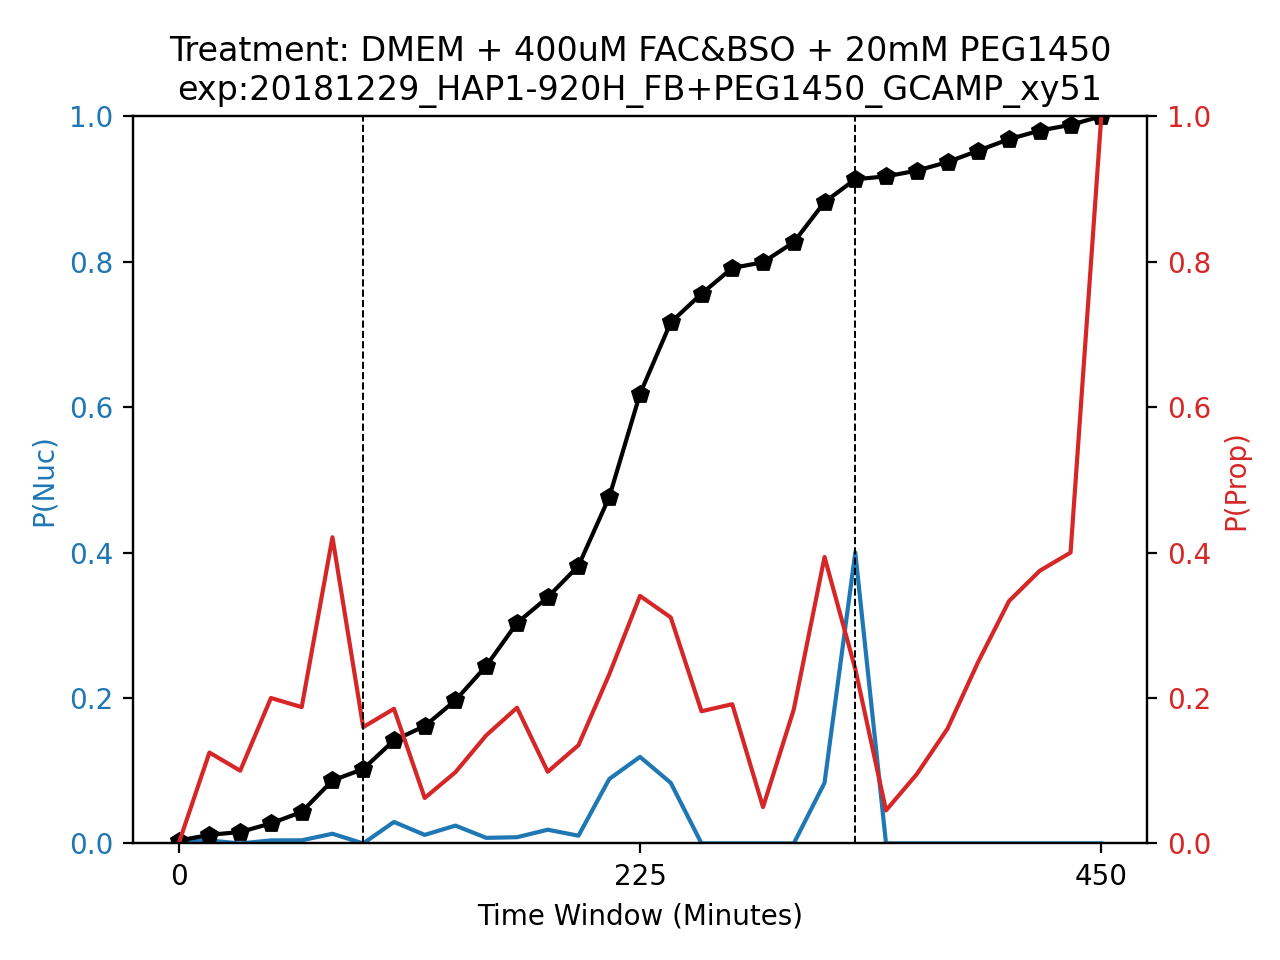 Treatment: DMEM + 400uM FAC&BSO + 20mM PEG1450
exp:20181229_HAP1-920H_FB+PEG1450_GCAMP_xy51
1.0
0.8
0.6
0.4
0.2
0.0
P(Nuc)
1.0
0.8
0.6
0.4
0.2
0.0
P(Prop)
0 225 450
Time Window (Minutes)